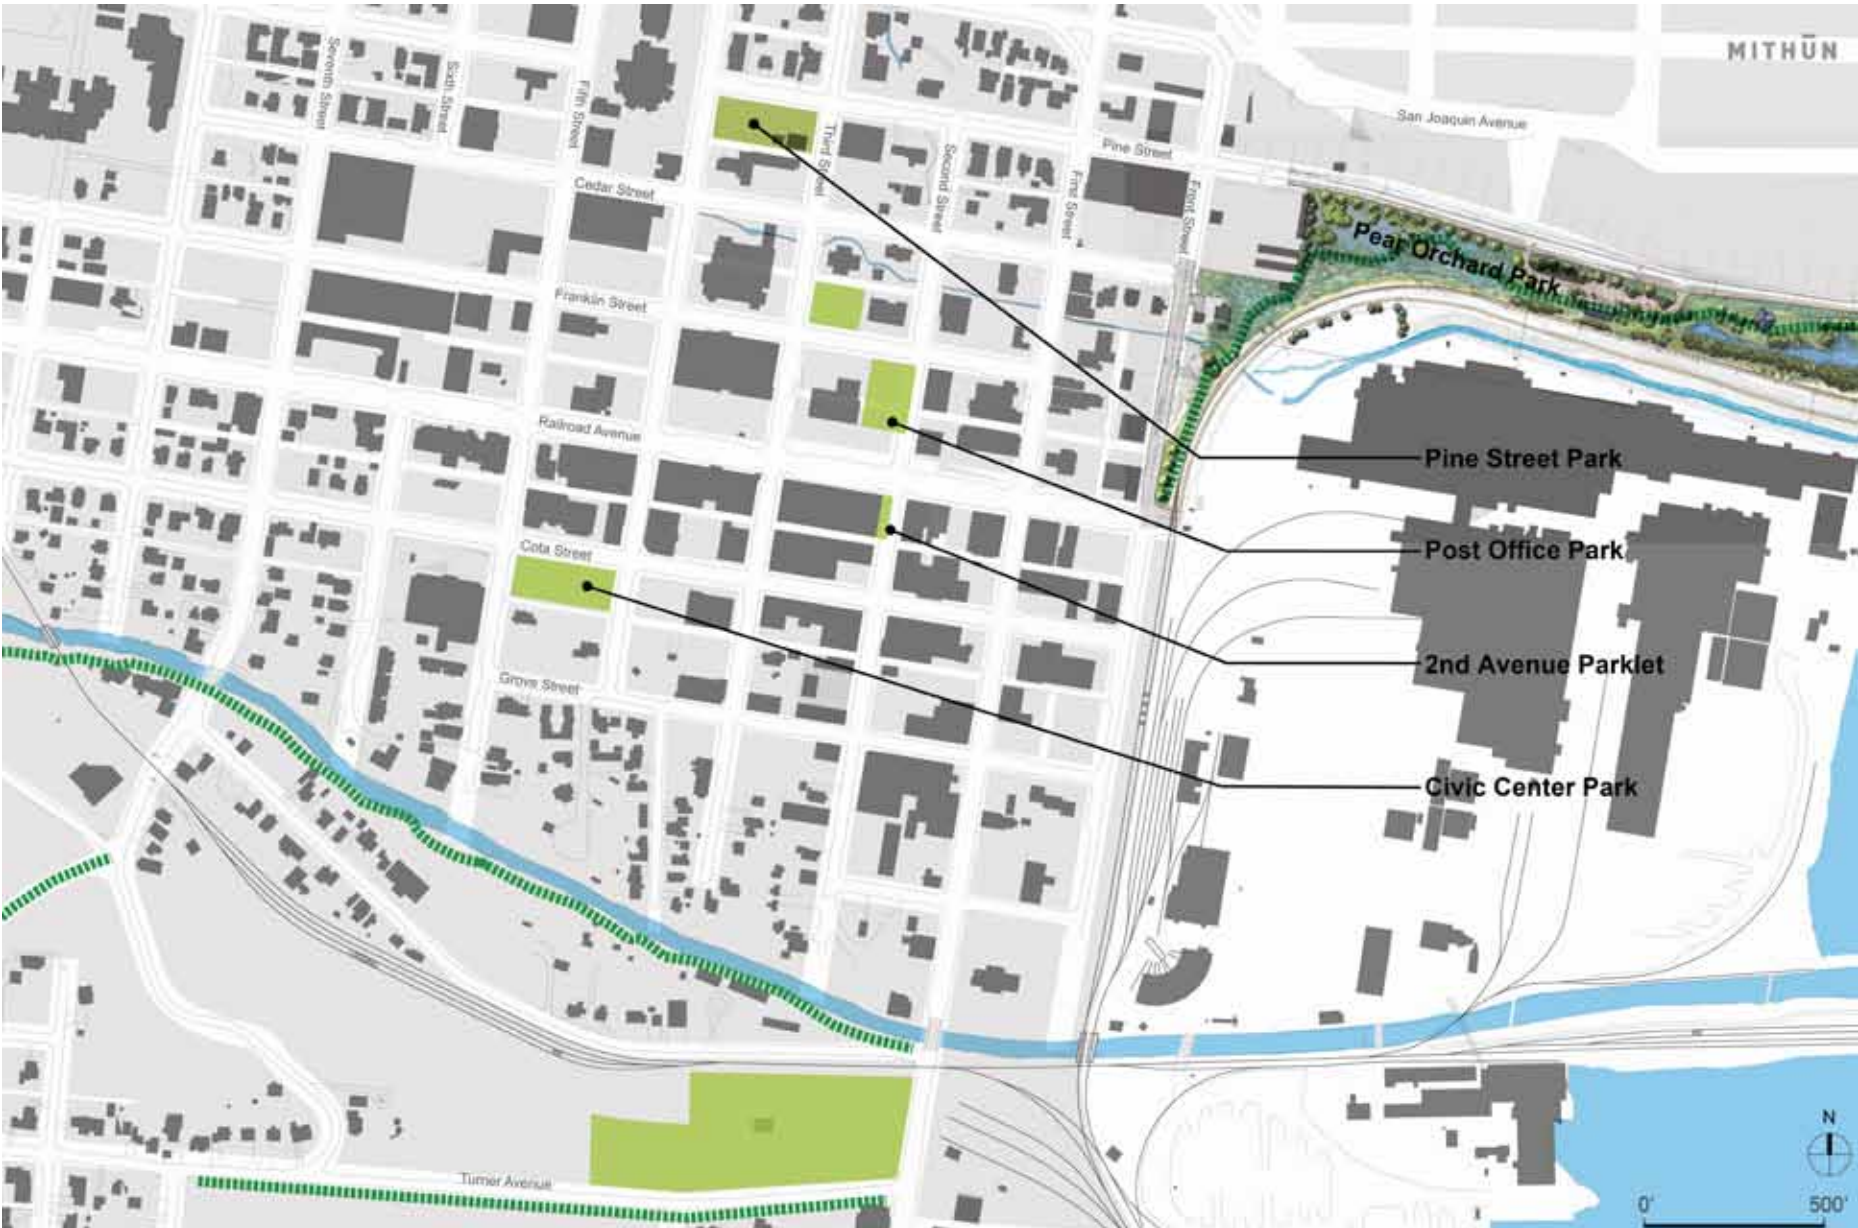 MITHŪN
San Joaquin Avenue
Seventh Street
Sixth Street
Fifth Street
Third Street
Second Street
First Street
Front Street
Pine Street
Cedar Street
Pear Orchard Park
Franklin Street
Railroad Avenue
Pine Street Park
Cota Street
Post Office Park
2nd Avenue Parklet
Grove Street
Civic Center Park
N
Turner Avenue
0' 500'